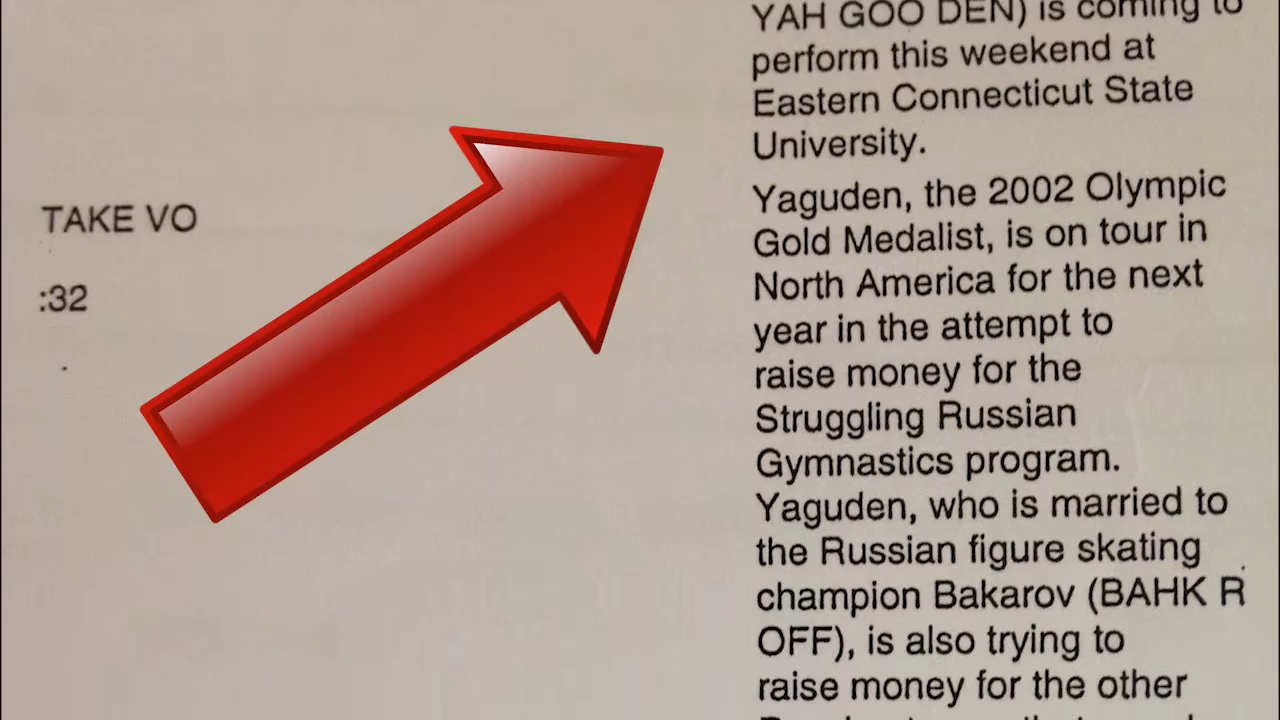 YAH GOO DEN) is coming to
perform this weekend at
Eastern Connecticut State
University.
TAKE VO
:32
Yaguden, the 2002 Olympic
Gold Medalist, is on tour in
North America for the next
year in the attempt to
raise money for the
Struggling Russian
Gymnastics program.
Yaguden, who is married to
the Russian figure skating
champion Bakarov (BAHK R
OFF), is also trying to
raise money for the other